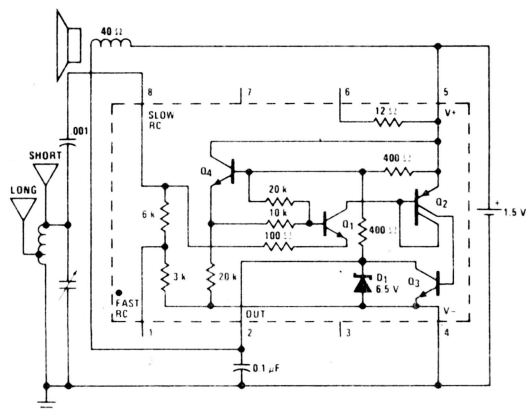 40 Ω
8
7
6
5
SLOW
RC
V+
12 Ω
.001
SHORT
Q4
400 Ω
LONG
20 k
Q2
10 k
Q1
+
1.5 V
6 k
100 Ω
400 Ω
3 k
20 k
D1
6.5 V
Q3
FAST
RC
OUT
V−
1
2
3
4
0.1 µF